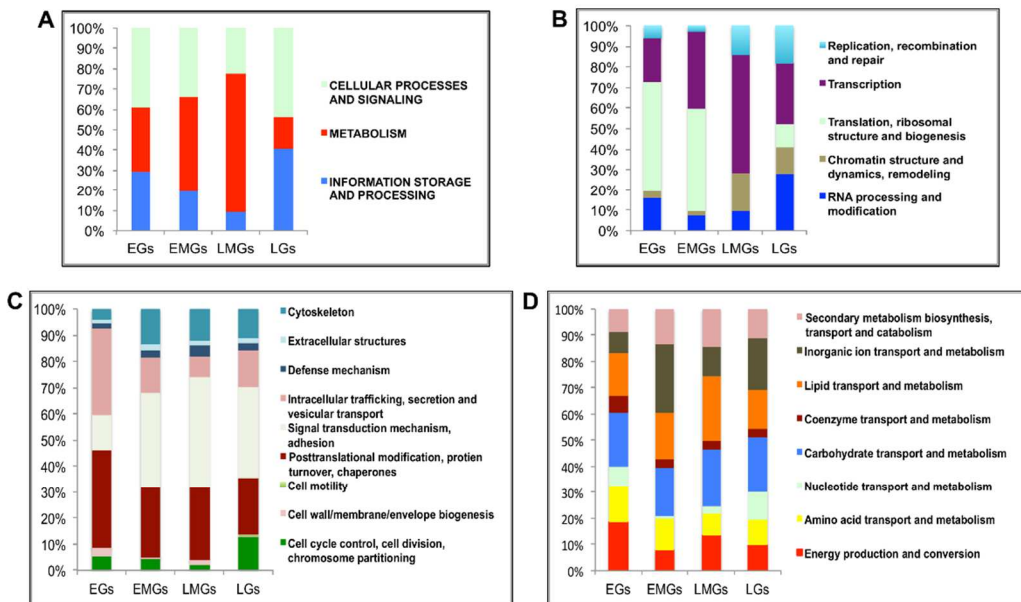 A
100%
90%
80%
70%
60%
50%
40%
30%
20%
10%
0%
EGs EMGs LMGs LGs
CELLULAR PROCESSES
AND SIGNALING
METABOLISM
INFORMATION STORAGE
AND PROCESSING
B
100%
90%
80%
70%
60%
50%
40%
30%
20%
10%
0%
EGs EMGs LMGs LGs
Replication, recombination
and repair
Transcription
Translation, ribosomal
structure and biogenesis
Chromatin structure and
dynamics, remodeling
RNA processing and
modification
C
100%
90%
80%
70%
60%
50%
40%
30%
20%
10%
0%
EGs EMGs LMGs LGs
Cytoskeleton
Extracellular structures
Defense mechanism
Intracellular trafficking, secretion and
vesicular transport
Signal transduction mechanism,
adhesion
Posttranslational modification, protien
turnover, chaperones
Cell motility
Cell wall/membrane/envelope biogenesis
Cell cycle control, cell division,
chromosome partitioning
D
100%
90%
80%
70%
60%
50%
40%
30%
20%
10%
0%
EGs EMGs LMGs LGs
Secondary metabolism biosynthesis,
transport and catabolism
Inorganic ion transport and metabolism
Lipid transport and metabolism
Coenzyme transport and metabolism
Carbohydrate transport and metabolism
Nucleotide transport and metabolism
Amino acid transport and metabolism
Energy production and conversion